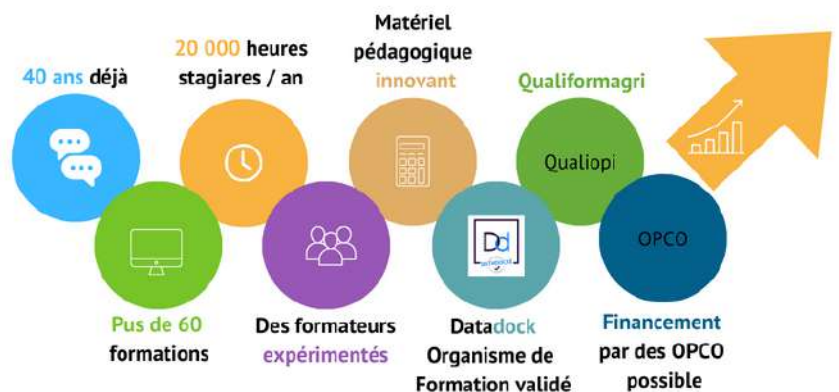 40 ans déjà
20 000 heures
stagiares / an
Matériel
pédagogique
innovant
Qualiformagri
Qualiopi
OPCO
Dd
Pus de 60
formations
Des formateurs
expérimentés
Datadock
Organisme de
Formation validé
Financement
par des OPCO
possible